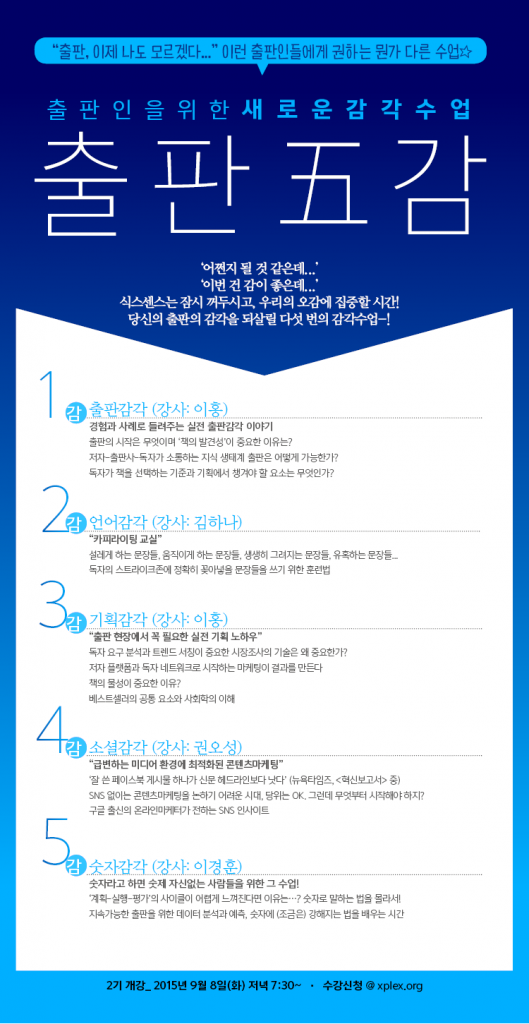 “출판, 이제 나도 모르겠다...” 이런 출판인들에게 권하는 뭔가 다른 수업☆
출판인을 위한 새로운 감각수업
출판五감
‘어쩐지 될 것 같은데...’
‘이번 건 감이 좋은데...’
식스센스는 잠시 꺼두시고, 우리의 오감에 집중할 시간!
당신의 출판의 감각을 되살릴 다섯 번의 감각수업-!
1감 출판감각 (강사: 이홍)
경험과 사례로 들려주는 실전 출판감각 이야기
출판의 시작은 무엇이며 ‘책의 발견성’이 중요한 이유는?
저자-출판사-독자가 소통하는 지식 생태계 출판은 어떻게 가능한가?
독자가 책을 선택하는 기준과 기획에서 챙겨야 할 요소는 무엇인가?
2감 언어감각 (강사: 김하나)
“카피라이팅 교실”
설레게 하는 문장들, 움직이게 하는 문장들, 생생히 그려지는 문장들, 유혹하는 문장들...
독자의 스트라이크존에 정확히 꽂아넣을 문장들을 쓰기 위한 훈련법
3감 기획감각 (강사: 이홍)
“출판 현장에서 꼭 필요한 실전 기획 노하우”
독자 요구 분석과 트렌드 서칭이 중요한 시장조사의 기술은 왜 중요한가?
저자 플랫폼과 독자 네트워크로 시작하는 마케팅이 결과를 만든다
책의 물성이 중요한 이유?
베스트셀러의 공통 요소와 사회학의 이해
4감 소셜감각 (강사: 권오성)
“급변하는 미디어 환경에 최적화된 콘텐츠마케팅”
‘잘 쓴 페이스북 게시물 하나가 신문 헤드라인보다 낫다’ (뉴욕타임즈, <혁신보고서> 중)
SNS 없이는 콘텐츠마케팅을 논하기 어려운 시대, 당위는 OK. 그런데 무엇부터 시작해야 하지?
구글 출신의 온라인마케터가 전하는 SNS 인사이트
5감 숫자감각 (강사: 이경훈)
숫자라고 하면 숫제 자신없는 사람들을 위한 그 수업!
‘계획-실행-평가’의 사이클이 어렵게 느껴진다면 이유는…? 숫자로 말하는 법을 몰라서!
지속가능한 출판을 위한 데이터 분석과 예측, 숫자에 (조금은) 강해지는 법을 배우는 시간
2기 개강_ 2015년 9월 8일(화) 저녁 7:30~ · 수강신청 @ xplex.org